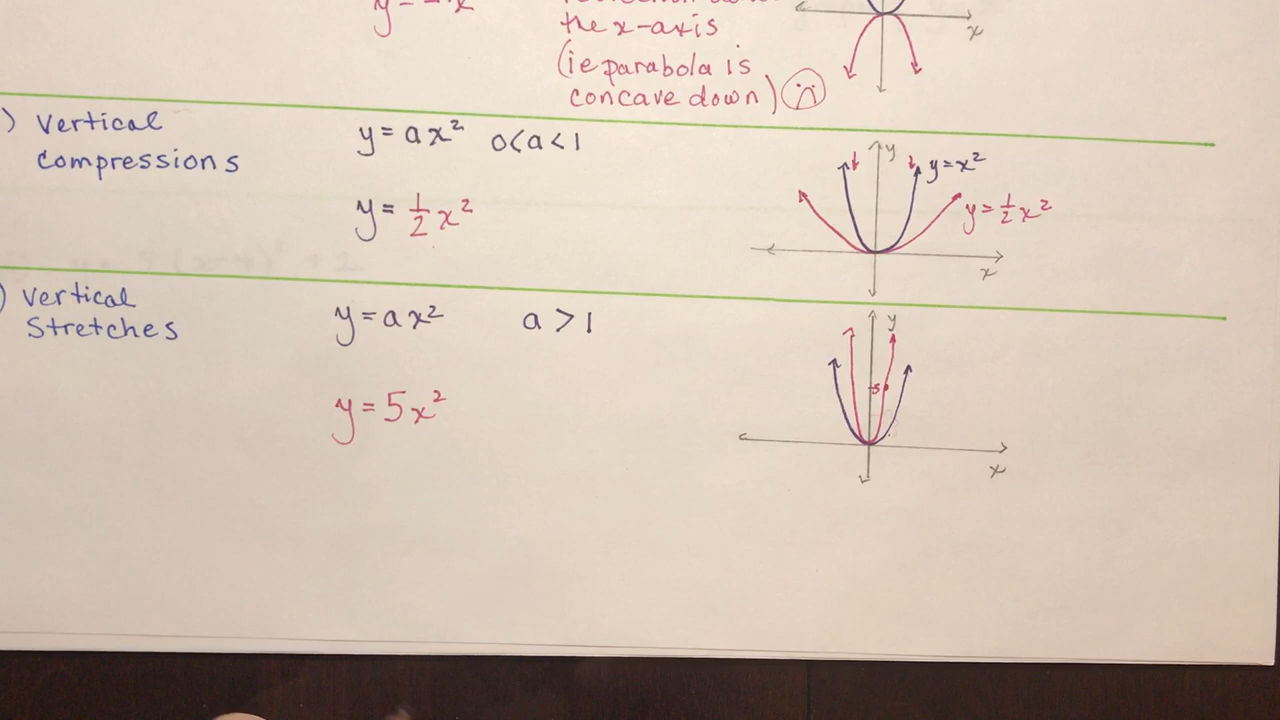 the x-axis
(ie parabola is
concave down)
x
) Vertical
Compressions
y = ax² 0<a<1
y = ½x²
y
y=x²
y=½x²
x
) Vertical
Stretches
y = ax² a > 1
y = 5x²
y
5
x